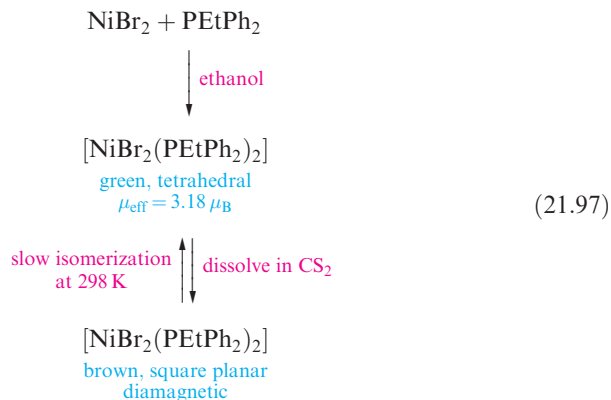 NiBr₂ + PEtPh₂
ethanol
[NiBr₂(PEtPh₂)₂]
green, tetrahedral
μeff = 3.18 μB
(21.97)
slow isomerization
at 298 K
dissolve in CS₂
[NiBr₂(PEtPh₂)₂]
brown, square planar
diamagnetic